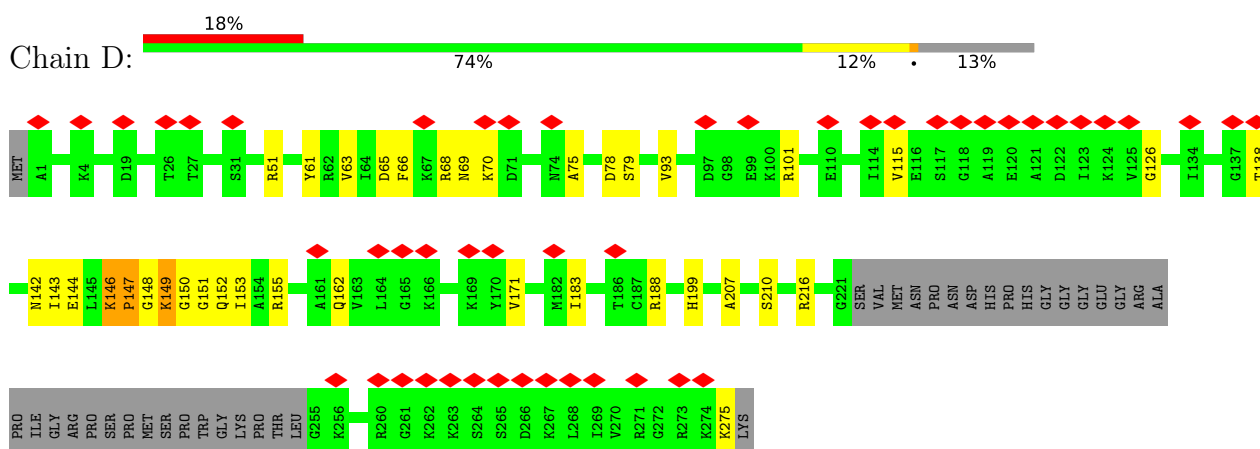 18%
Chain D:
74% 12% • 13%
MET A1 K4 D19 T26 T27 S31 R51 Y61 R62 V63 I64 D65 F66 K67 R68 N69 K70 D71 N74 A75 D78 S79 V93 D97 G98 E99 K100 R101 E110 I114 V115 E116 S117 G118 A119 E120 A121 D122 I123 K124 V125 G126 I134 G137 T138
N142 I143 E144 L145 K146 P147 G148 K149 G150 G151 Q152 I153 A154 R155 A161 Q162 V163 L164 G165 K166 K169 Y170 V171 M182 I183 T186 C187 R188 H199 A207 S210 R216 G221 SER VAL MET ASN PRO ASN ASP HIS PRO HIS GLY GLY GLY GLU GLY ARG ALA
PRO ILE GLY ARG PRO SER PRO MET SER PRO TRP GLY LYS PRO THR LEU G255 K256 R260 G261 K262 K263 S264 S265 D266 K267 L268 I269 V270 R271 G272 R273 K274 K275 LYS